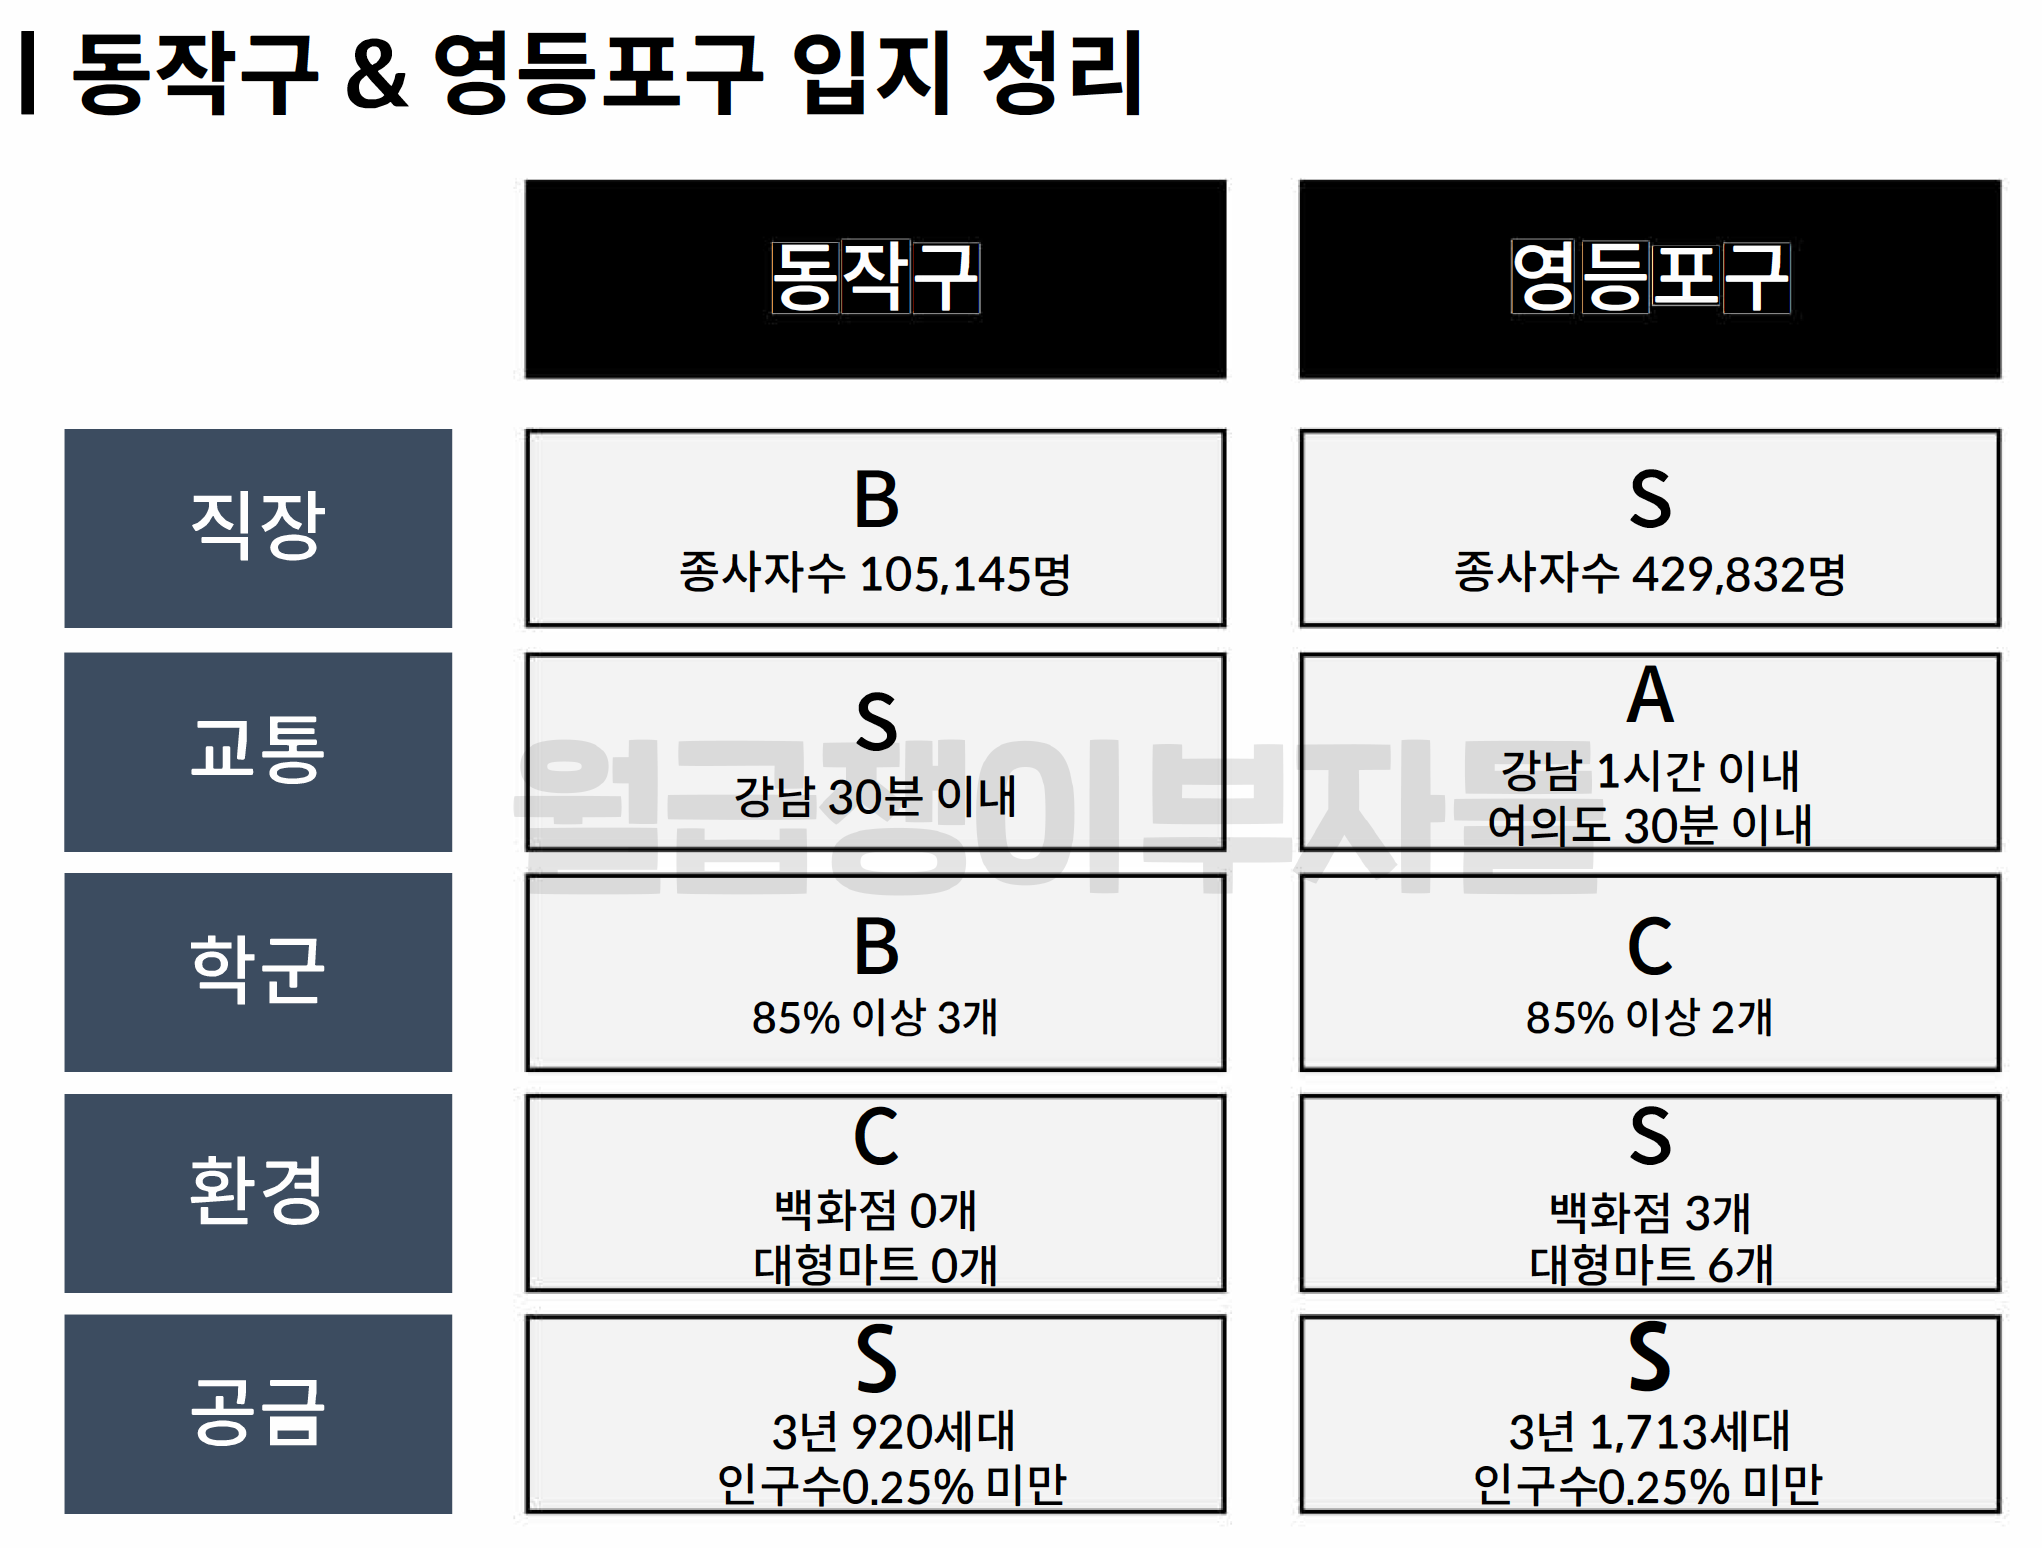 동작구 & 영등포구 입지 정리
동작구
영등포구
직장
B
종사자수 105,145명
S
종사자수 429,832명
교통
S
강남 30분 이내
A
강남 1시간 이내
여의도 30분 이내
학군
B
85% 이상 3개
C
85% 이상 2개
환경
C
백화점 0개
대형마트 0개
S
백화점 3개
대형마트 6개
공급
S
3년 920세대
인구수0.25% 미만
S
3년 1,713세대
인구수0.25% 미만
월급쟁이부자들